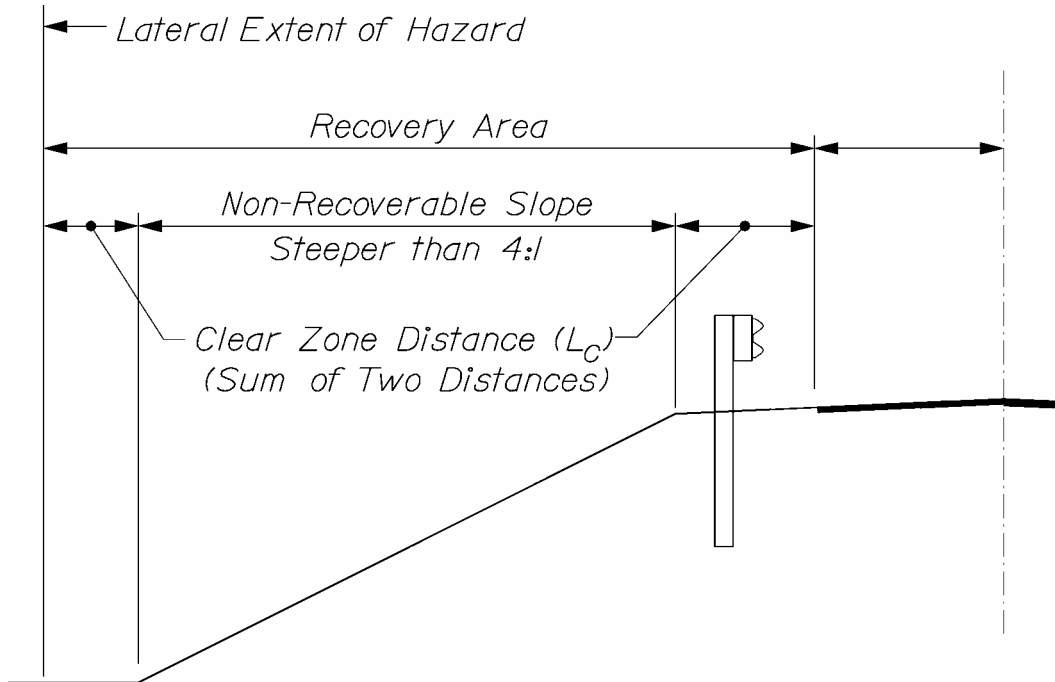 Lateral Extent of Hazard
Recovery Area
Non-Recoverable Slope
Steeper than 4:1
Clear Zone Distance (LC)
(Sum of Two Distances)